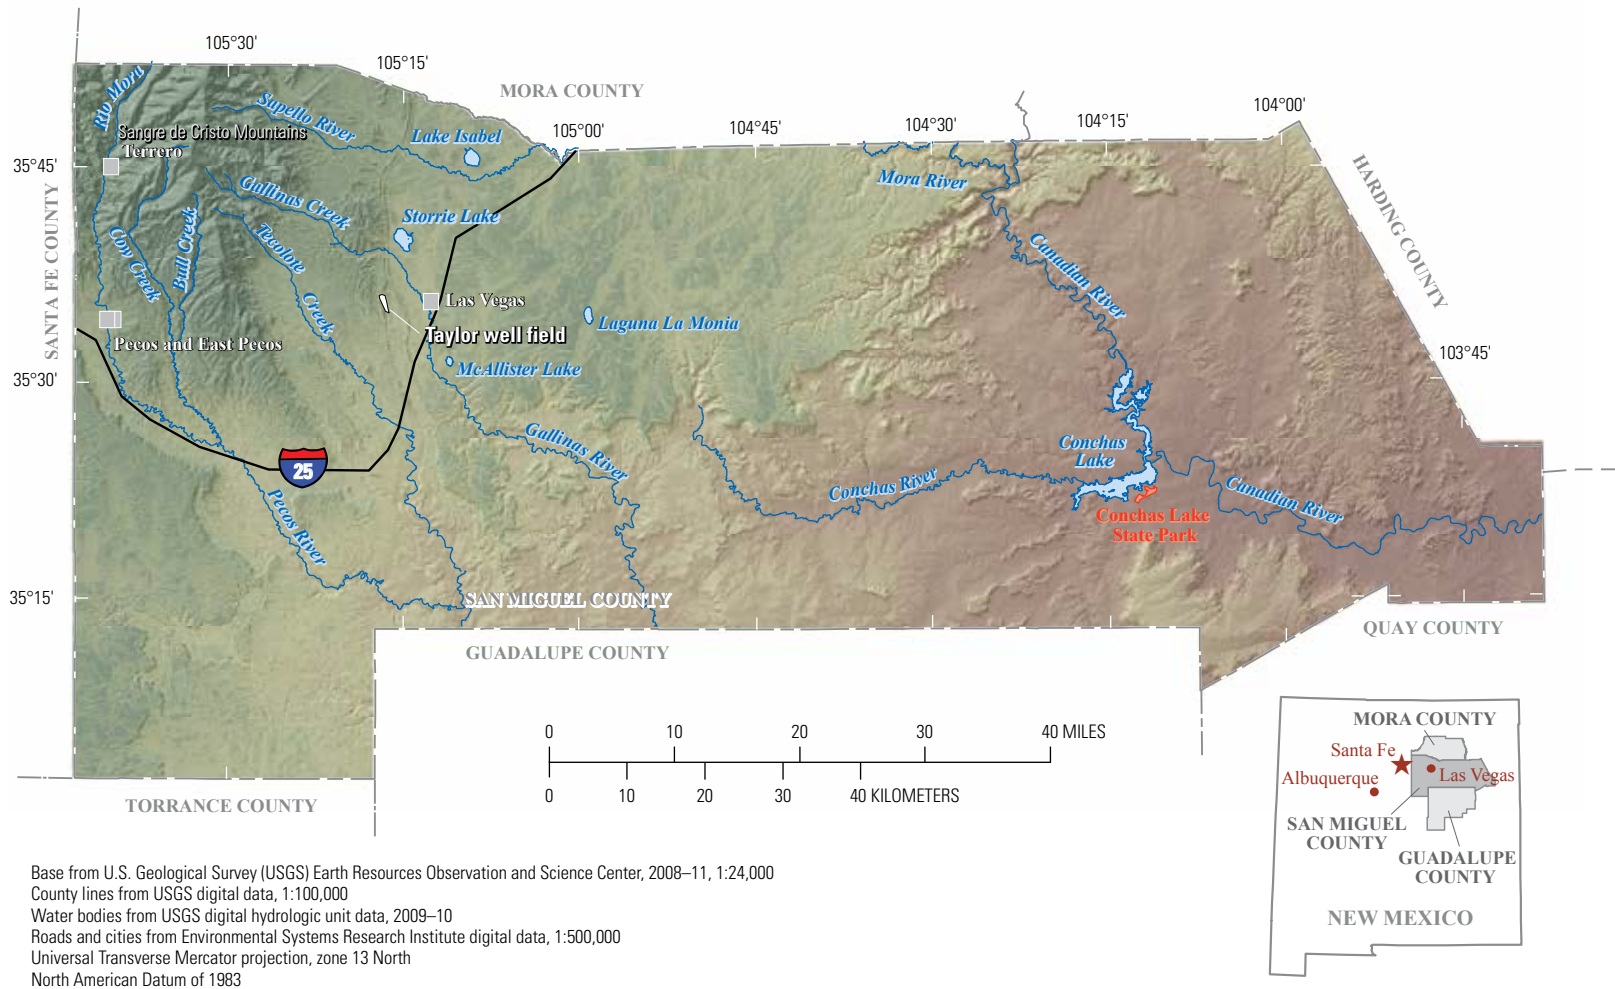 105°30'
105°15'
MORA COUNTY
105°00'
104°45'
104°30'
104°15'
104°00'
Rio Mora
Sapello River
Lake Isabel
Sangre de Cristo Mountains
Terrero
35°45'
Mora River
HARDING COUNTY
SANTA FE COUNTY
Gallinas Creek
Storrie Lake
Cow Creek
Bull Creek
Tecolote
Creek
Canadian River
Las Vegas
Laguna La Monia
Taylor well field
Pecos and East Pecos
McAllister Lake
103°45'
35°30'
Gallinas River
Conchas
Lake
25
Conchas River
Canadian River
Pecos River
Conchas Lake
State Park
35°15'
SAN MIGUEL COUNTY
QUAY COUNTY
GUADALUPE COUNTY
0 10 20 30 40 MILES
0 10 20 30 40 KILOMETERS
TORRANCE COUNTY
MORA COUNTY
Santa Fe
Las Vegas
Albuquerque
SAN MIGUEL
COUNTY
GUADALUPE
COUNTY
NEW MEXICO
Base from U.S. Geological Survey (USGS) Earth Resources Observation and Science Center, 2008–11, 1:24,000
County lines from USGS digital data, 1:100,000
Water bodies from USGS digital hydrologic unit data, 2009–10
Roads and cities from Environmental Systems Research Institute digital data, 1:500,000
Universal Transverse Mercator projection, zone 13 North
North American Datum of 1983